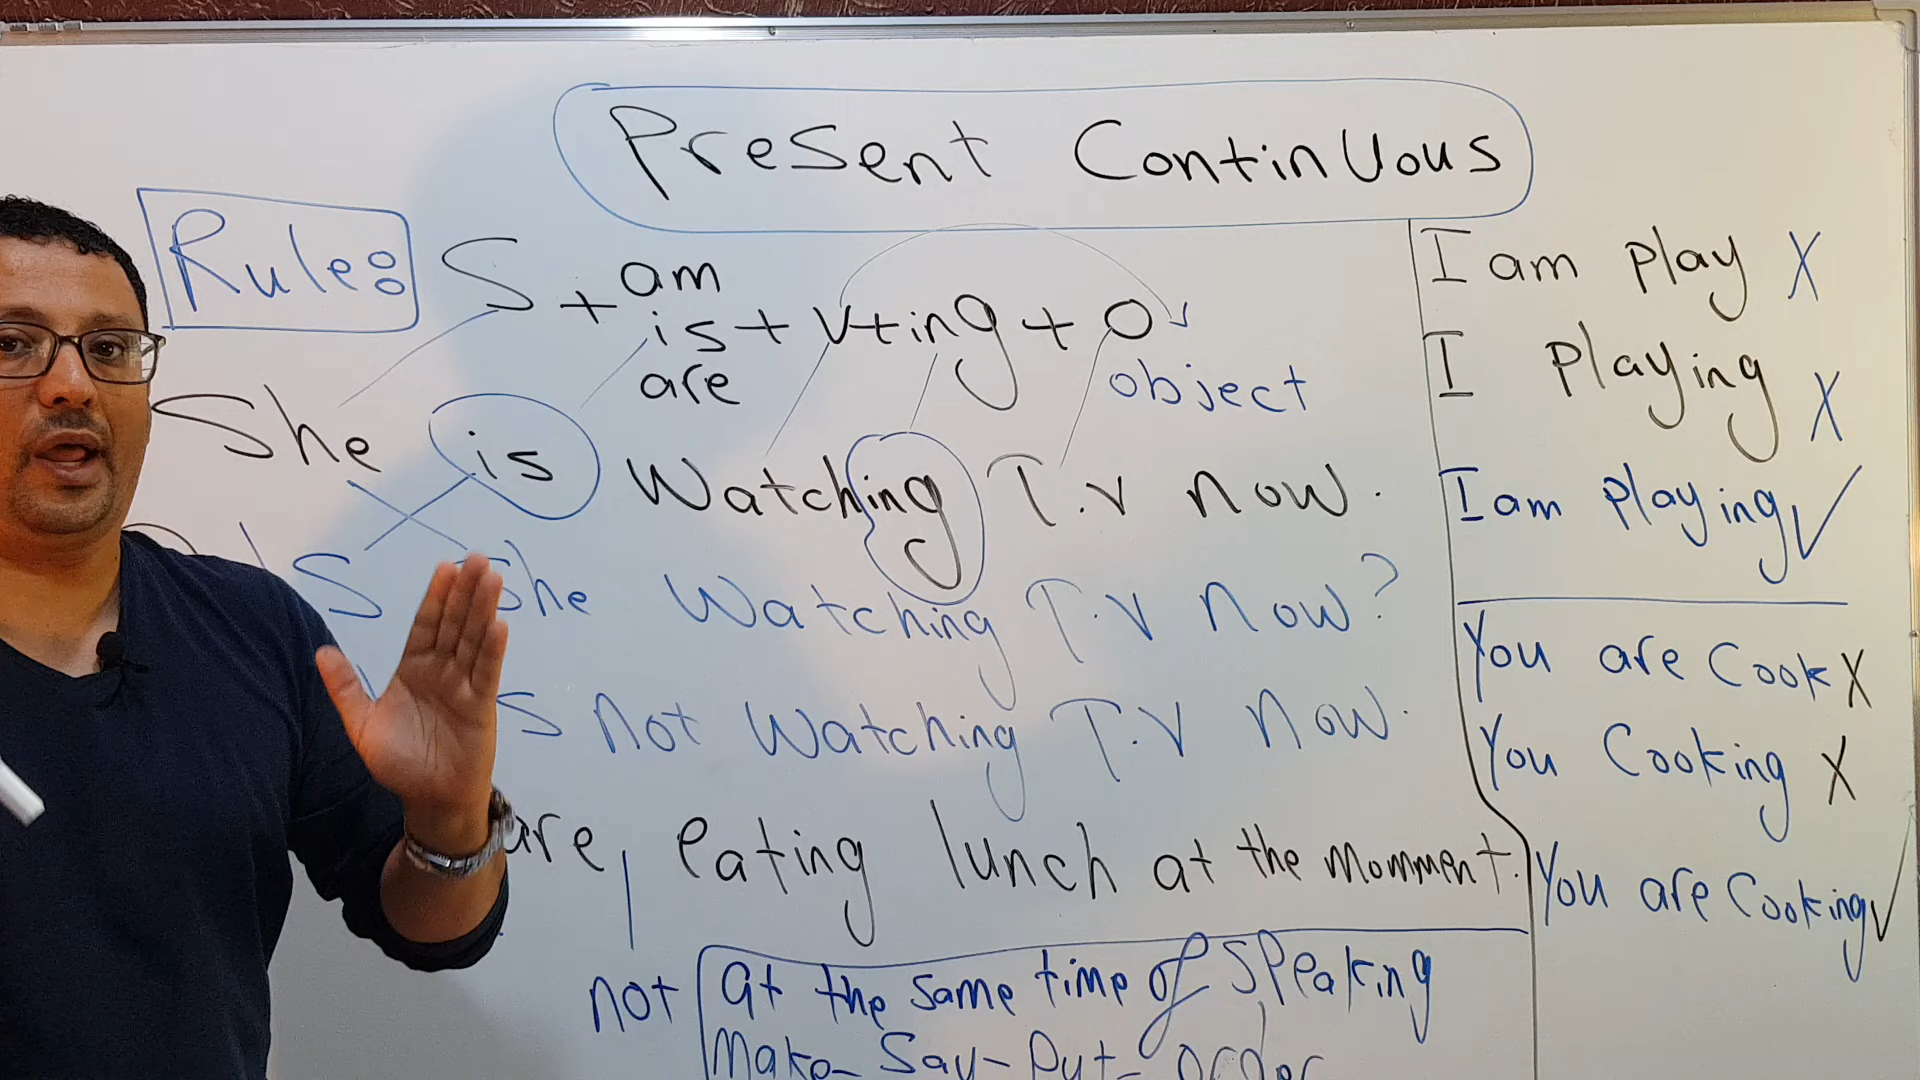 Present Continuous
Rule:
S + am
is + v+ing + O
are
object
She is Watching T.V now.
Is She Watching T.V now?
s not Watching T.V now.
are, eating lunch at the momment.
not
at the same time of speaking
Make - Say - Put - order
I am play X
I playing X
I am playing ✓
You are cook X
You Cooking X
You are Cooking ✓